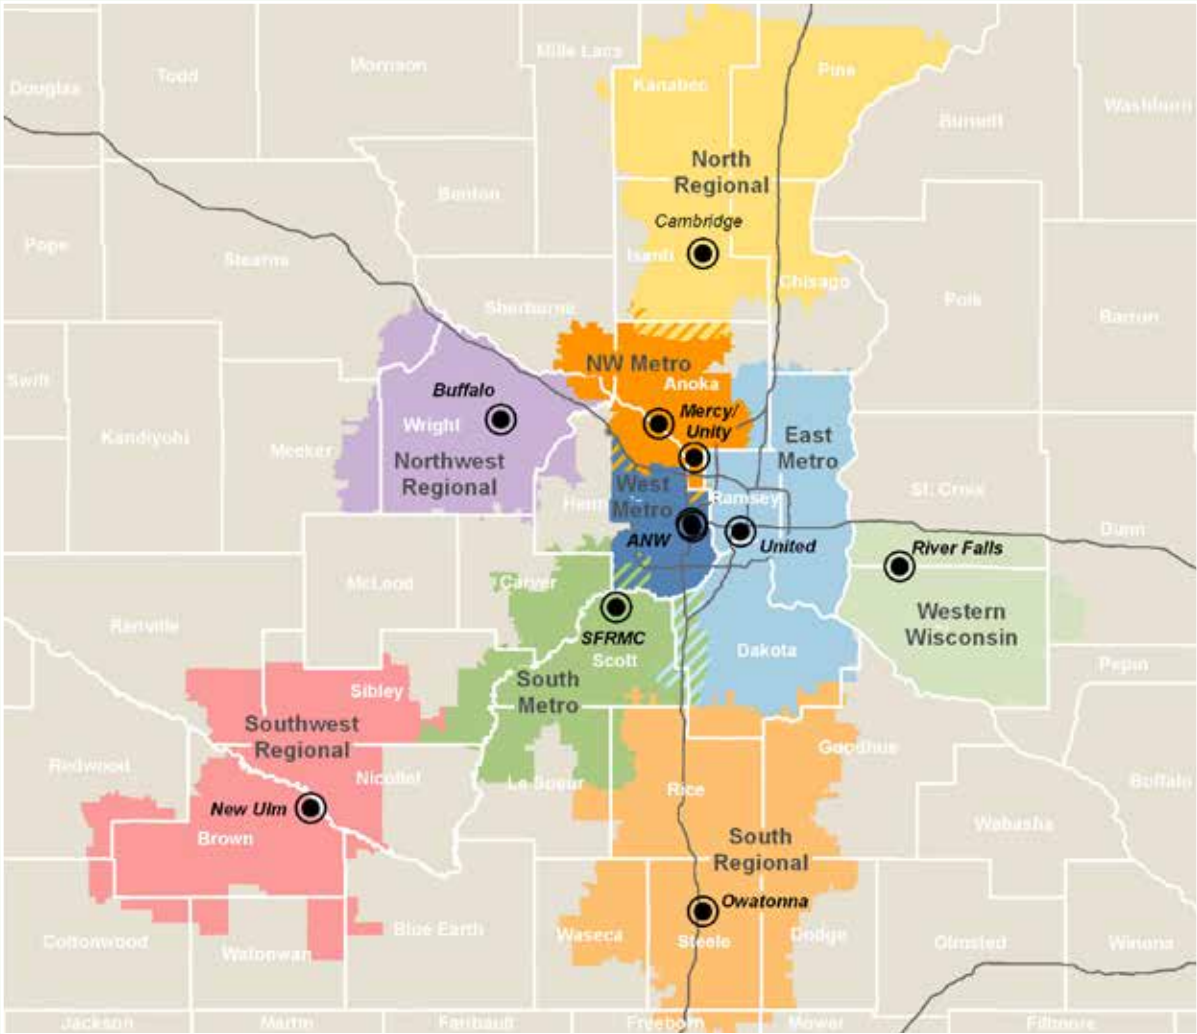 Mille Lacs
Todd
Morrison
Kanabec
Pine
Douglas
Washburn
Burnett
North
Regional
Benton
Cambridge
Pope
Stearns
Isanti
Chisago
Sherburne
Polk
Barron
NW Metro
Swift
Buffalo
Anoka
Mercy/
Unity
Wright
Kandiyohi
East
Metro
Meeker
Northwest
Regional
West
Metro
Ramsey
St. Croix
Henn
Dunn
ANW
United
River Falls
McLeod
Carver
Western
Wisconsin
Renville
SFRMC
Scott
Dakota
Pepin
South
Metro
Sibley
Southwest
Regional
Goodhue
Redwood
Nicollet
Le Sueur
Rice
Buffalo
New Ulm
Wabasha
Brown
South
Regional
Owatonna
Blue Earth
Waseca
Steele
Dodge
Cottonwood
Watonwan
Olmsted
Winona
Jackson
Martin
Faribault
Freeborn
Mower
Fillmore